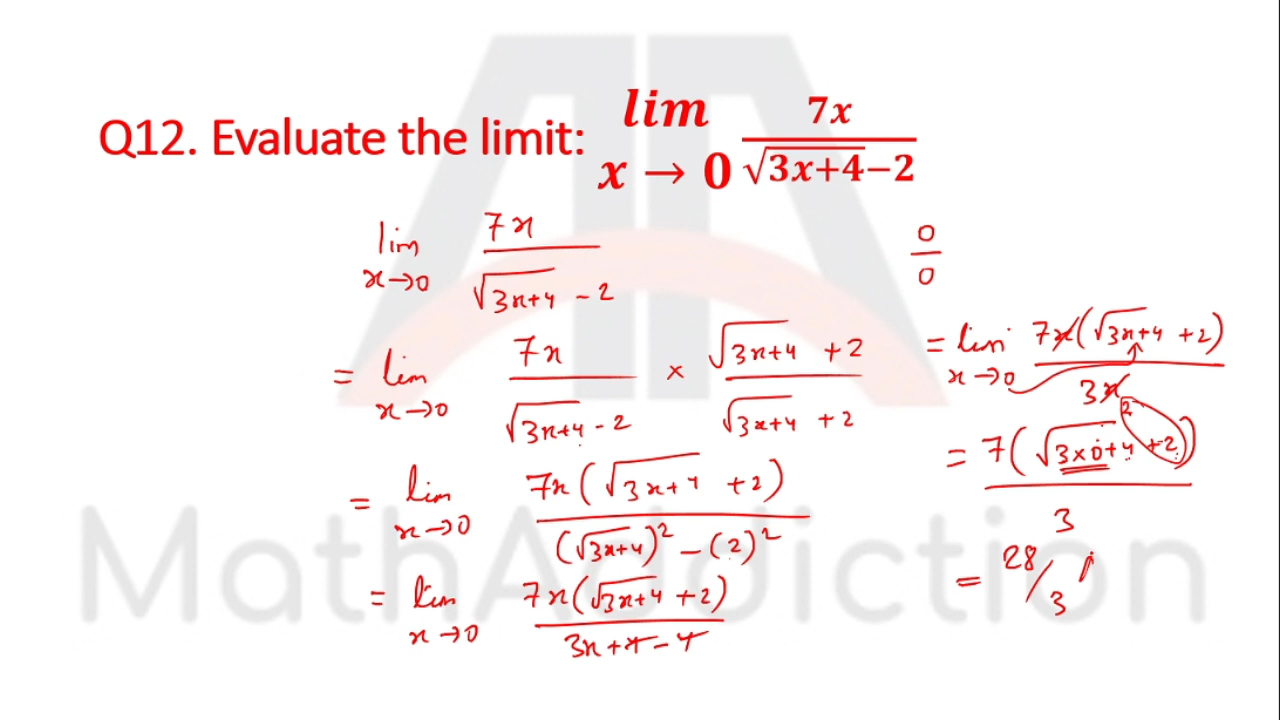 Q12. Evaluate the limit: lim x → 0 7x / √(3x+4)−2
lim x→0 7x / √(3x+4) - 2
0/0
= lim x→0 7x / √(3x+4) - 2 × √(3x+4) + 2 / √(3x+4) + 2
= lim x→0 7x(√(3x+4) + 2) / (√(3x+4))² - (2)²
= lim x→0 7x(√(3x+4) + 2) / 3x+4-4
= lim x→0 7x(√(3x+4) + 2) / 3x
2
= 7(√(3×0+4) + 2) / 3
= 28/3
MathAddiction